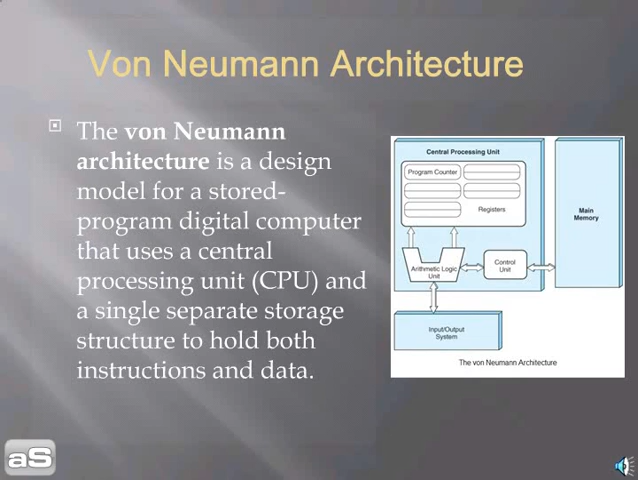 Von Neumann Architecture
The von Neumann
architecture is a design
model for a stored-
program digital computer
that uses a central
processing unit (CPU) and
a single separate storage
structure to hold both
instructions and data.
Central Processing Unit
Program Counter
Registers
Main
Memory
Arithmetic Logic
Unit
Control
Unit
Input/Output
System
The von Neumann Architecture
aS